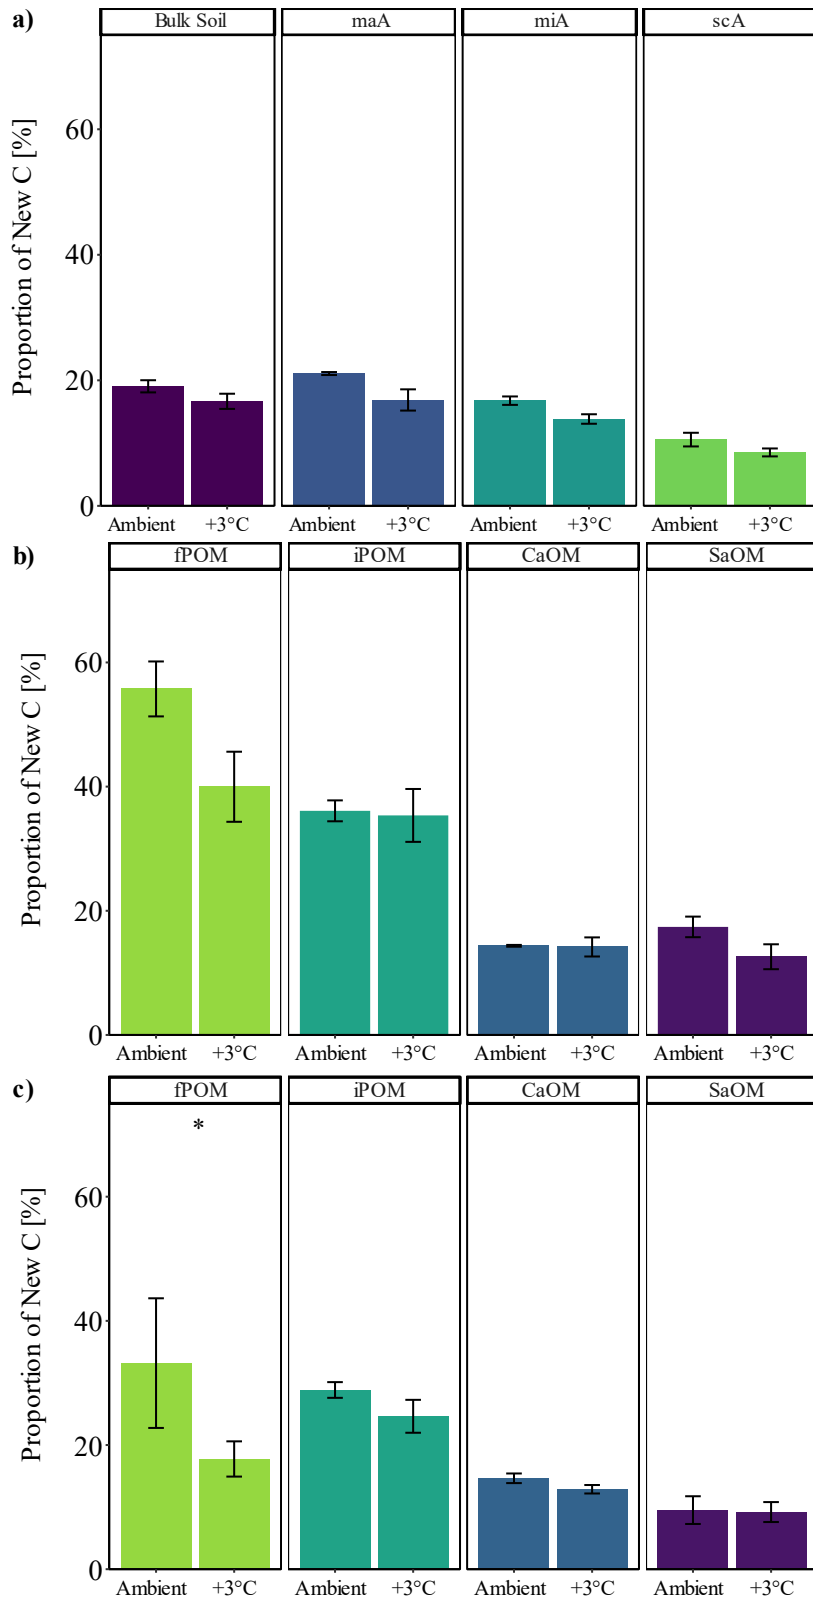 a)
Bulk Soil maA miA scA
Proportion of New C [%]
60
40
20
0
Ambient +3°C Ambient +3°C Ambient +3°C Ambient +3°C
b)
fPOM iPOM CaOM SaOM
Proportion of New C [%]
60
40
20
0
Ambient +3°C Ambient +3°C Ambient +3°C Ambient +3°C
c)
fPOM iPOM CaOM SaOM
*
Proportion of New C [%]
60
40
20
0
Ambient +3°C Ambient +3°C Ambient +3°C Ambient +3°C